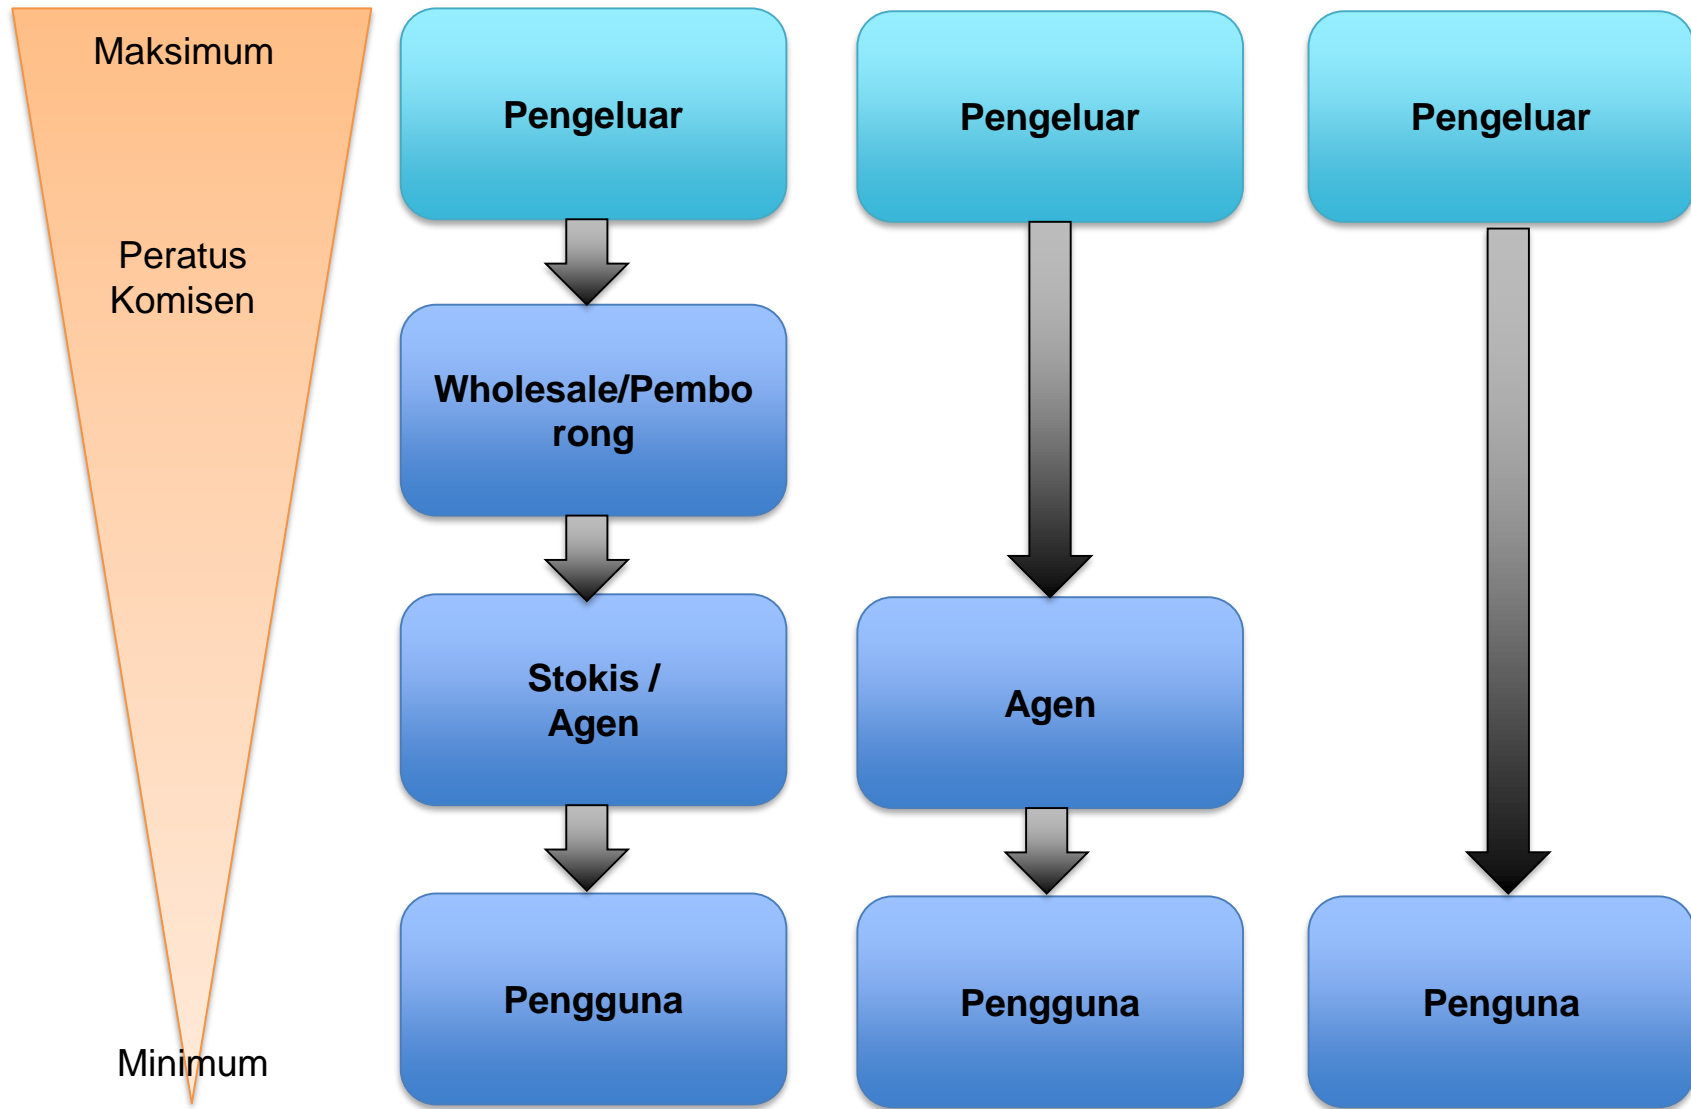 Maksimum
Peratus
Komisen
Minimum
Pengeluar
Wholesale/Pembo
rong
Stokis /
Agen
Pengguna
Pengeluar
Agen
Pengguna
Pengeluar
Penguna